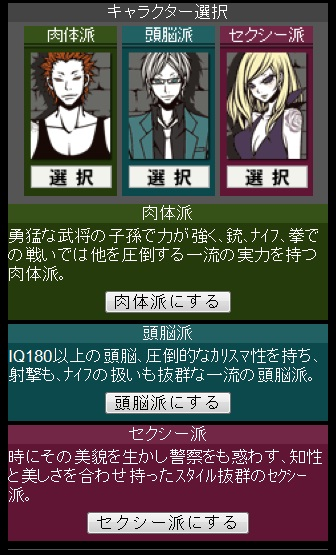 キャラクター選択
肉体派 頭脳派 セクシー派
選択 選択 選択
肉体派
勇猛な武将の子孫で力が強く、銃、ナイフ、拳で
の戦いでは他を圧倒する一流の実力を持つ
肉体派。
肉体派にする
頭脳派
IQ180以上の頭脳、圧倒的なカリスマ性を持ち、
射撃も、ナイフの扱いも抜群な一流の頭脳派。
頭脳派にする
セクシー派
時にその美貌を生かし警察をも惑わす、知性
と美しさを合わせ持ったスタイル抜群のセクシー
派。
セクシー派にする